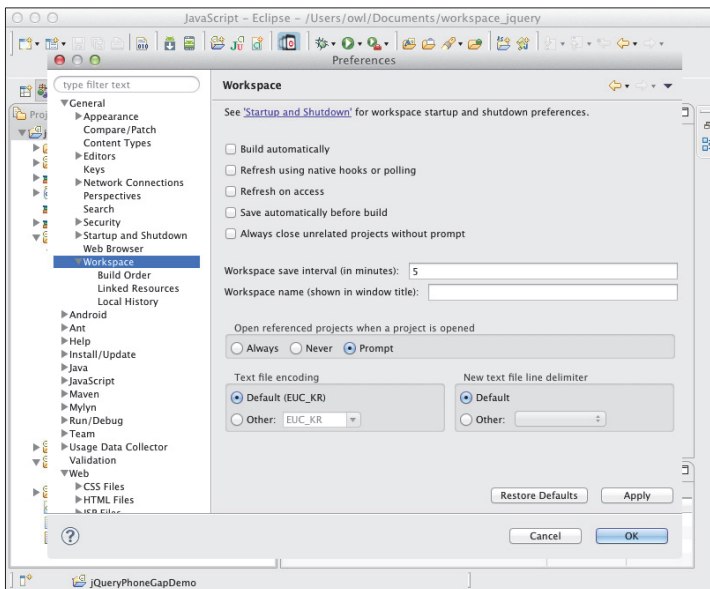 JavaScript – Eclipse – /Users/owl/Documents/workspace_jquery
Preferences
type filter text
Workspace
General
Appearance
Compare/Patch
Content Types
Editors
Keys
Network Connections
Perspectives
Search
Security
Startup and Shutdown
Web Browser
Workspace
Build Order
Linked Resources
Local History
Android
Ant
Help
Install/Update
Java
JavaScript
Maven
Mylyn
Run/Debug
Team
Usage Data Collector
Validation
Web
CSS Files
HTML Files
JSP Files
See 'Startup and Shutdown' for workspace startup and shutdown preferences.
Build automatically
Refresh using native hooks or polling
Refresh on access
Save automatically before build
Always close unrelated projects without prompt
Workspace save interval (in minutes): 5
Workspace name (shown in window title):
Open referenced projects when a project is opened
Always Never Prompt
Text file encoding
Default (EUC_KR)
Other: EUC_KR
New text file line delimiter
Default
Other:
Restore Defaults Apply
? Cancel OK
jQueryPhoneGapDemo